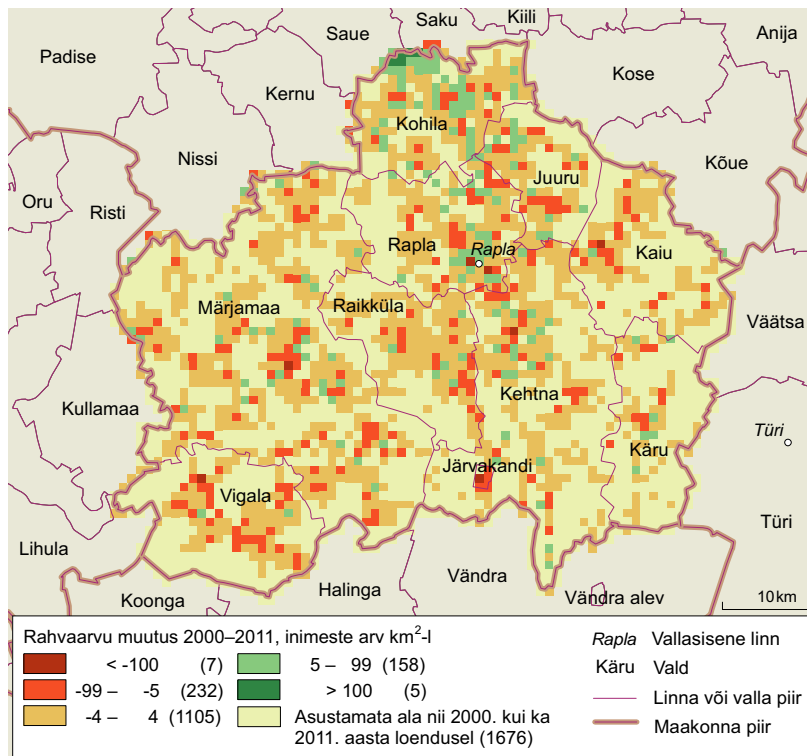 Saku
Kiili
Saue
Anija
Padise
Kose
Kernu
Kohila
Nissi
Kõue
Juuru
Oru
Risti
Rapla
Rapla
Kaiu
Märjamaa
Raikküla
Väätsa
Kehtna
Kullamaa
Türi
Käru
Järvakandi
Vigala
Türi
Lihula
Vändra
Halinga
Koonga
Vändra alev
10 km
Rahvaarvu muutus 2000–2011, inimeste arv km²-l
< -100 (7)
-99 – -5 (232)
-4 – 4 (1105)
5 – 99 (158)
> 100 (5)
Asustamata ala nii 2000. kui ka
2011. aasta loendusel (1676)
Rapla Vallasisene linn
Käru Vald
Linna või valla piir
Maakonna piir